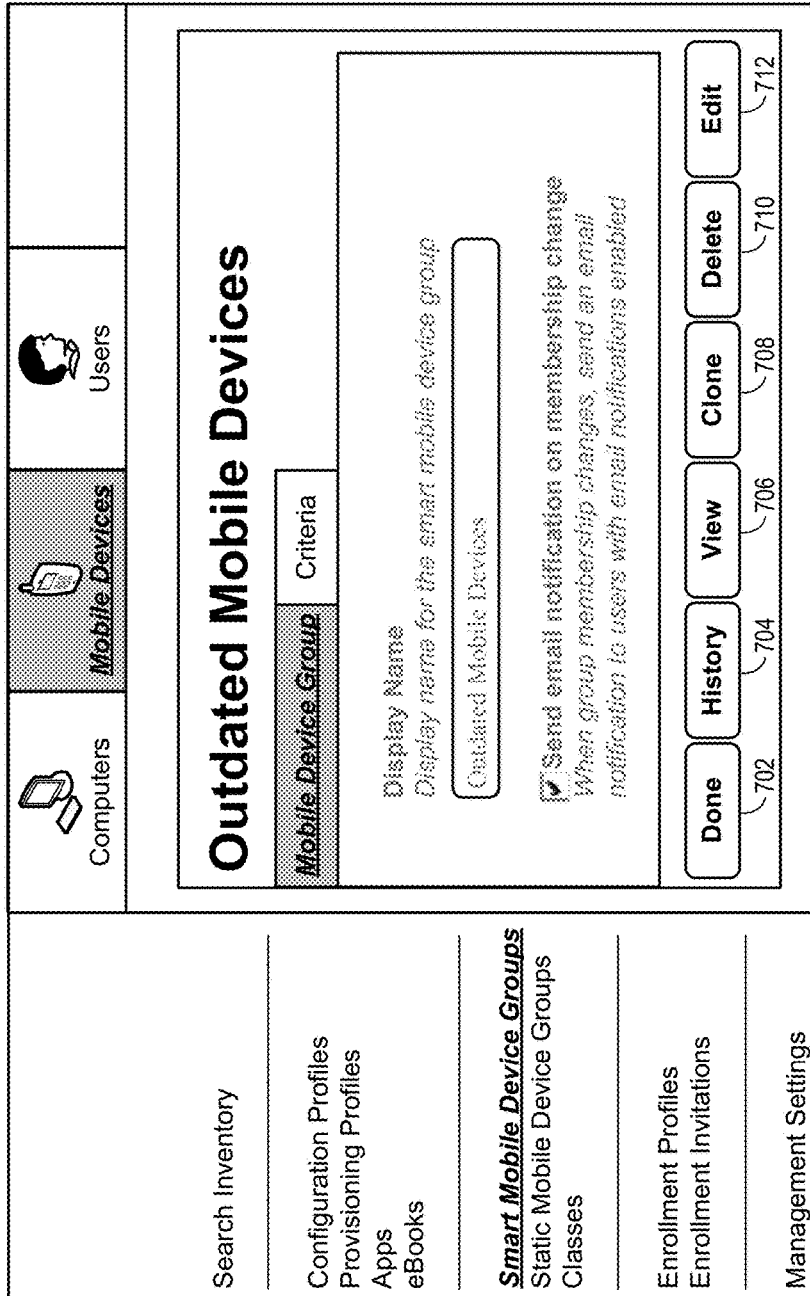 Computers
Mobile Devices
Users
Search Inventory
Configuration Profiles
Provisioning Profiles
Apps
eBooks
Smart Mobile Device Groups
Static Mobile Device Groups
Classes
Enrollment Profiles
Enrollment Invitations
Management Settings
Outdated Mobile Devices
Mobile Device Group
Criteria
Display Name
Display name for the smart mobile device group
Outdated Mobile Devices
Send email notification on membership change
When group membership changes, send an email
notification to users with email notifications enabled
Done
History
View
Clone
Delete
Edit
702
704
706
708
710
712